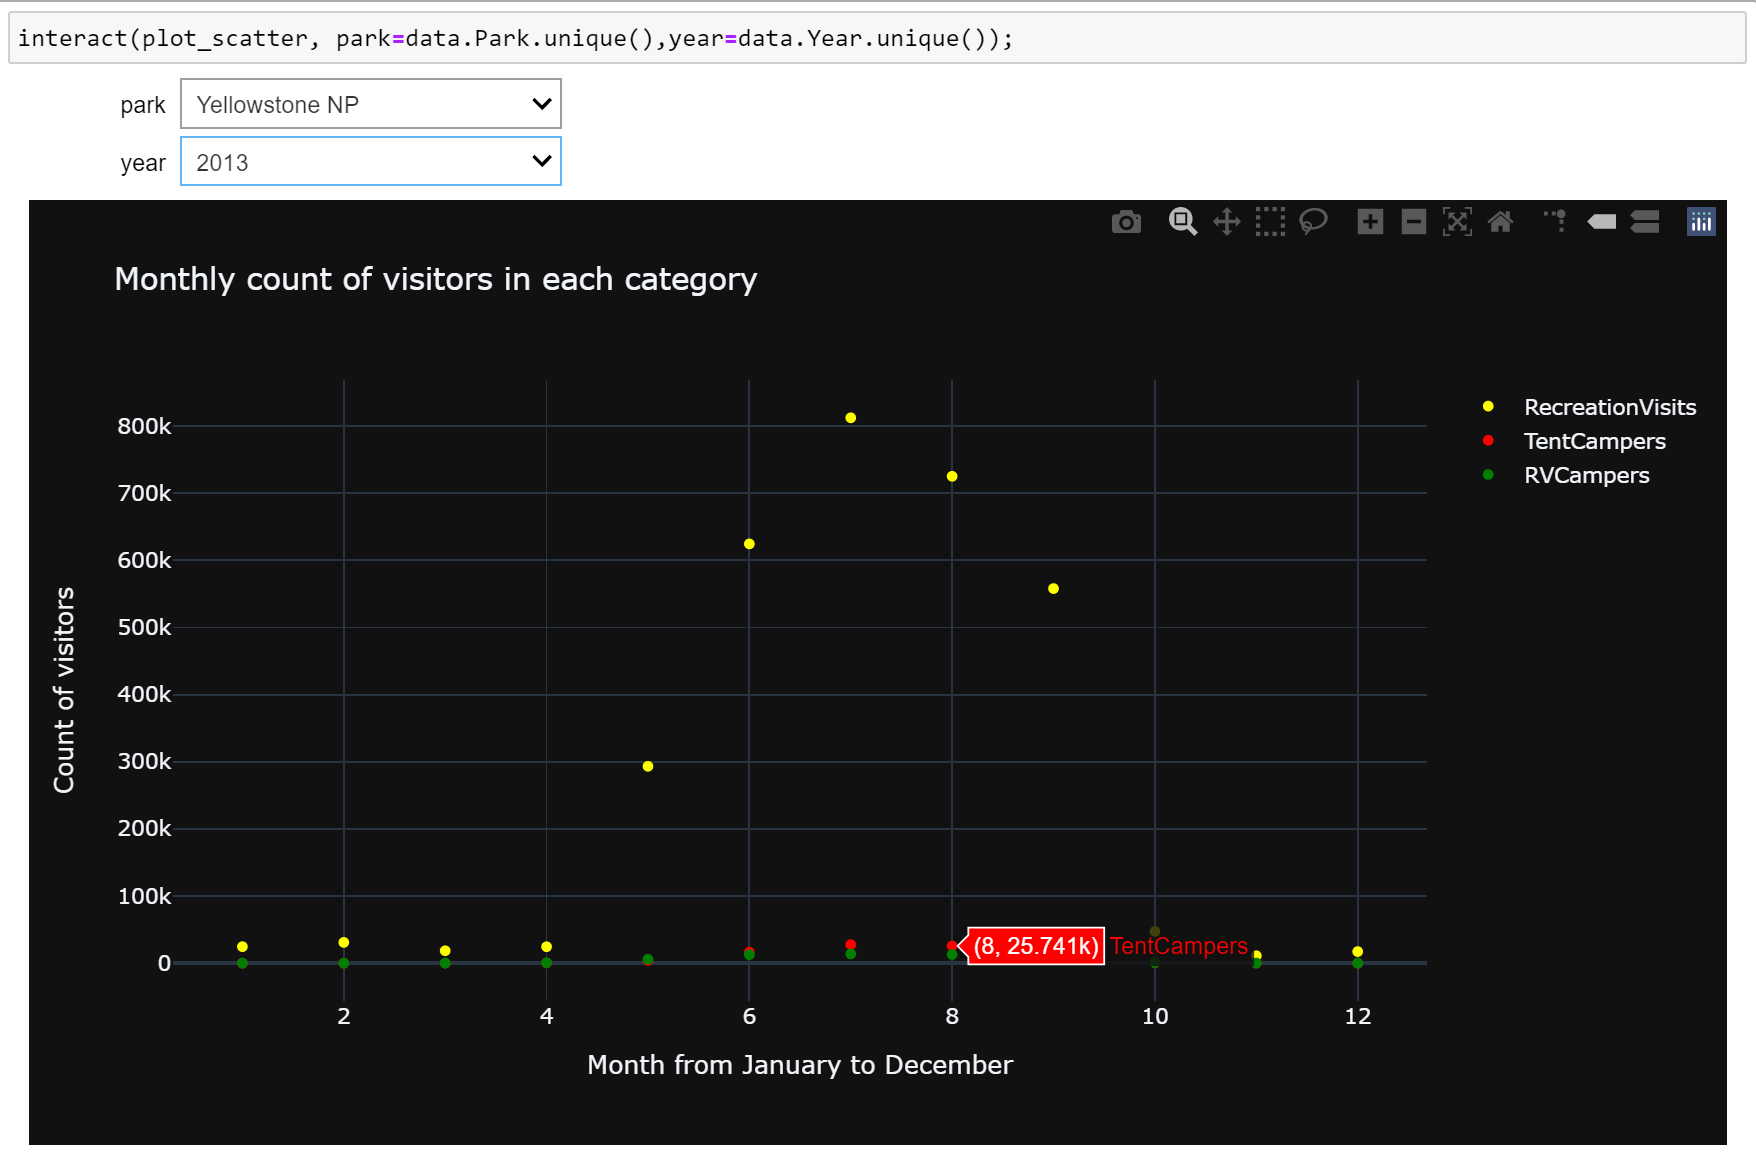 interact(plot_scatter, park=data.Park.unique(),year=data.Year.unique());
park Yellowstone NP
year 2013
Monthly count of visitors in each category
RecreationVisits
TentCampers
RVCampers
Count of visitors
800k
700k
600k
500k
400k
300k
200k
100k
0
(8, 25.741k) TentCampers
2 4 6 8 10 12
Month from January to December